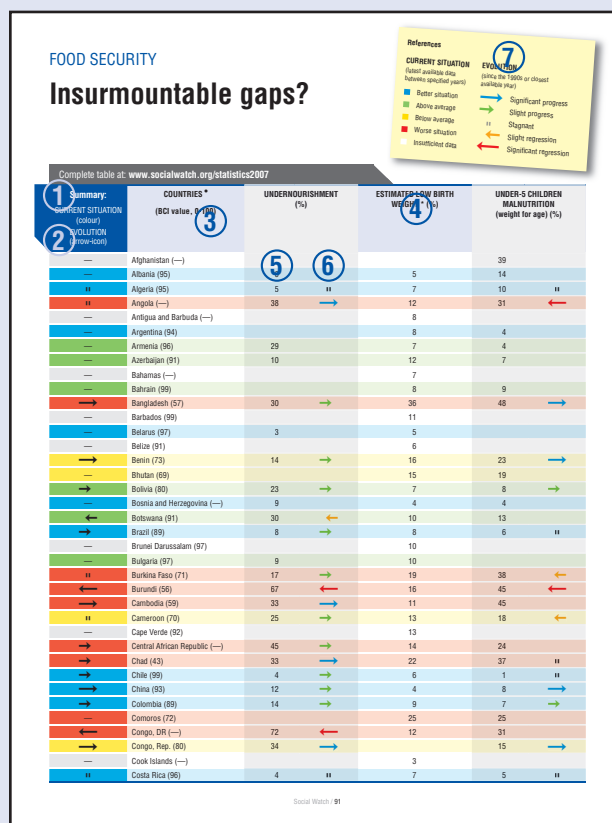 FOOD SECURITY
Insurmountable gaps?
References
7
CURRENT SITUATION
(latest available data
between specified years)
Better situation
Above average
Below average
Worse situation
Insufficient data
EVOLUTION
(since the 1990s or closest
available year)
Significant progress
Slight progress
Stagnant
Slight regression
Significant regression
Complete table at: www.socialwatch.org/statistics2007
1 Summary: COUNTRIES * UNDERNOURISHMENT ESTIMATED LOW BIRTH UNDER-5 CHILDREN
CURRENT SITUATION (BCI value, 0-100) (%) WEIGHT * (%) MALNUTRITION
(colour) 3 4 (weight for age) (%)
EVOLUTION
2 (arrow-icon)
5 6
— Afghanistan (—) 39
— Albania (95) 5 14
II Algeria (95) 5 II 7 10 II
II Angola (—) 38 → 12 31 ←
— Antigua and Barbuda (—) 8
— Argentina (94) 8 4
— Armenia (96) 29 7 4
— Azerbaijan (91) 10 12 7
— Bahamas (—) 7
— Bahrain (99) 8 9
→ Bangladesh (57) 30 → 36 48 →
— Barbados (99) 11
— Belarus (97) 3 5
— Belize (91) 6
→ Benin (73) 14 → 16 23 →
— Bhutan (69) 15 19
→ Bolivia (80) 23 → 7 8 →
— Bosnia and Herzegovina (—) 9 4 4
← Botswana (91) 30 ← 10 13
→ Brazil (89) 8 → 8 6 II
— Brunei Darussalam (97) 10
— Bulgaria (97) 9 10
II Burkina Faso (71) 17 → 19 38 ←
← Burundi (56) 67 ← 16 45 ←
→ Cambodia (59) 33 → 11 45
II Cameroon (70) 25 → 13 18 ←
— Cape Verde (92) 13
→ Central African Republic (—) 45 → 14 24
→ Chad (43) 33 → 22 37 II
→ Chile (99) 4 → 6 1 II
→ China (93) 12 → 4 8 →
→ Colombia (89) 14 → 9 7 →
— Comoros (72) 25 25
← Congo, DR (—) 72 ← 12 31
→ Congo, Rep. (80) 34 → 15 →
— Cook Islands (—) 3
II Costa Rica (96) 4 II 7 5 II
Social Watch / 91